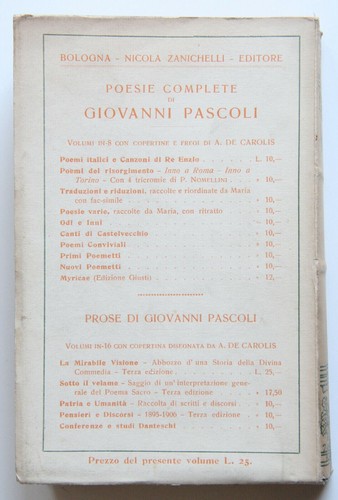 BOLOGNA - NICOLA ZANICHELLI - EDITORE
POESIE COMPLETE
DI
GIOVANNI PASCOLI
VOLUMI IN-8 CON COPERTINE E FREGI DI A. DE CAROLIS
Poemi italici e Canzoni di Re Enzio . . . . . L. 10,—
Poemi del risorgimento - Inno a Roma - Inno a
Torino - Con 4 tricromie di P. NOMELLINI . . . » 10,—
Traduzioni e riduzioni, raccolte e riordinate da Maria
con fac-simile . . . . . » 10,—
Poesie varie, raccolte da Maria, con ritratto . . » 10,—
Odi e Inni . . . . . » 10,—
Canti di Castelvecchio . . . . . » 10,—
Poemi Conviviali . . . . . » 10,—
Primi Poemetti . . . . . » 10,—
Nuovi Poemetti . . . . . » 10,—
Myricae (Edizione Giusti) . . . . . » 12,—
PROSE DI GIOVANNI PASCOLI
VOLUMI IN-16 CON COPERTINA DISEGNATA DA A. DE CAROLIS
La Mirabile Visione - Abbozzo d'una Storia della Divina
Commedia - Terza edizione . . . . . L. 25,—
Sotto il velame - Saggio di un'interpretazione gene-
rale del Poema Sacro - Terza edizione . . . » 17,50
Patria e Umanità - Raccolta di scritti e discorsi . » 10,—
Pensieri e Discorsi - 1895-1906 - Terza edizione . » 10,—
Conferenze e studi Danteschi . . . . . » 10,—
Prezzo del presente volume L. 25.